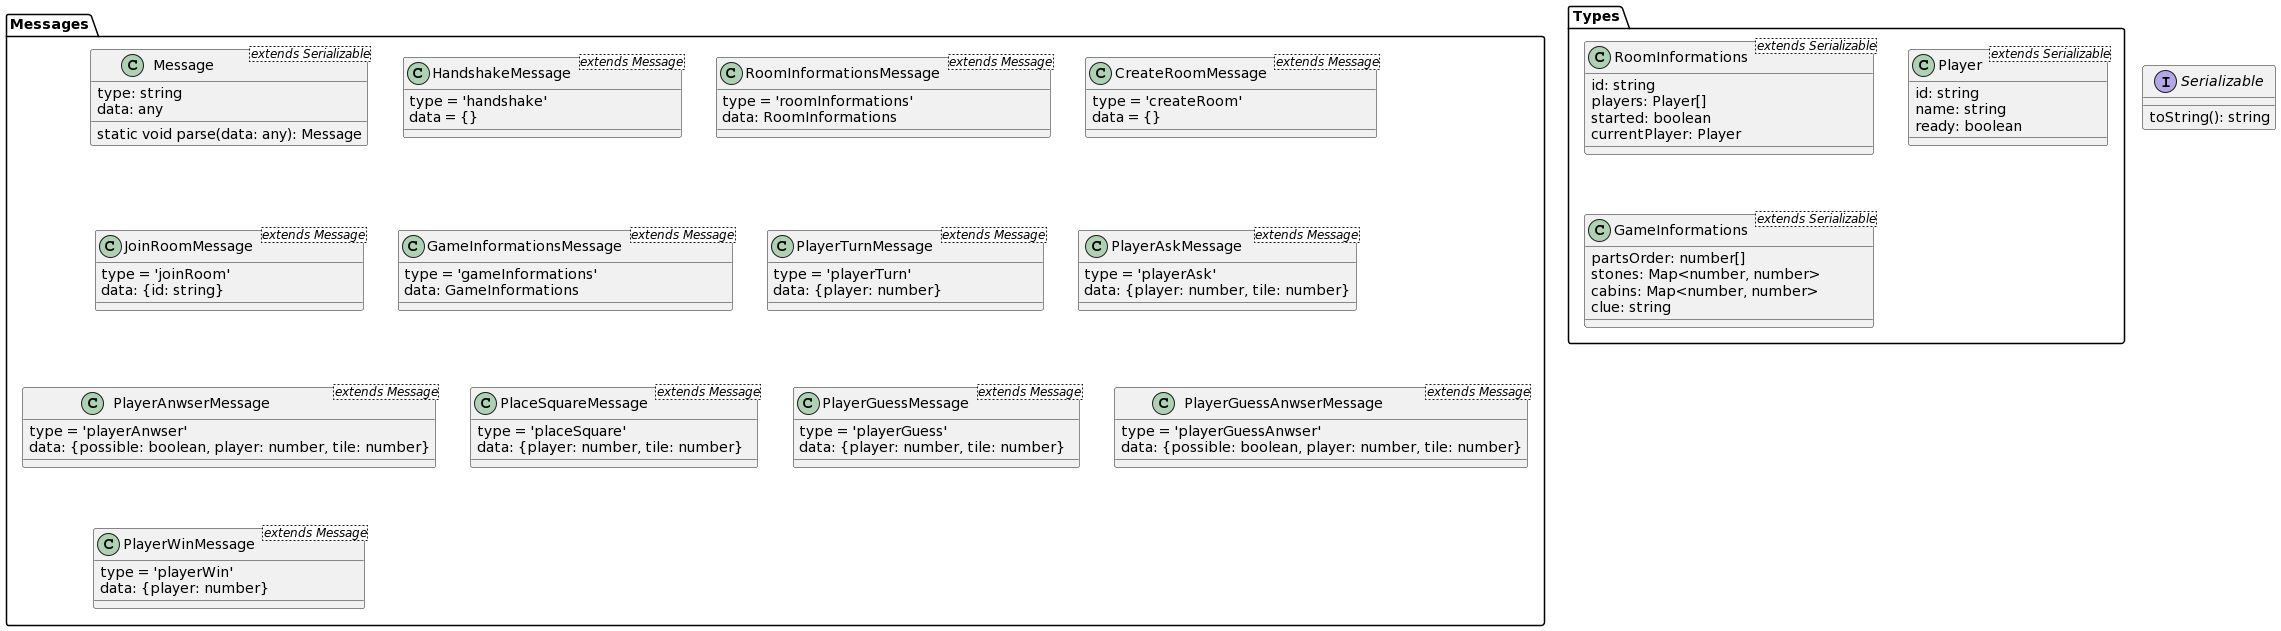 Messages
C Message extends Serializable
type: string
data: any
static void parse(data: any): Message
C HandshakeMessage extends Message
type = 'handshake'
data = {}
C RoomInformationsMessage extends Message
type = 'roomInformations'
data: RoomInformations
C CreateRoomMessage extends Message
type = 'createRoom'
data = {}
C JoinRoomMessage extends Message
type = 'joinRoom'
data: {id: string}
C GameInformationsMessage extends Message
type = 'gameInformations'
data: GameInformations
C PlayerTurnMessage extends Message
type = 'playerTurn'
data: {player: number}
C PlayerAskMessage extends Message
type = 'playerAsk'
data: {player: number, tile: number}
C PlayerAnwserMessage extends Message
type = 'playerAnwser'
data: {possible: boolean, player: number, tile: number}
C PlaceSquareMessage extends Message
type = 'placeSquare'
data: {player: number, tile: number}
C PlayerGuessMessage extends Message
type = 'playerGuess'
data: {player: number, tile: number}
C PlayerGuessAnwserMessage extends Message
type = 'playerGuessAnwser'
data: {possible: boolean, player: number, tile: number}
C PlayerWinMessage extends Message
type = 'playerWin'
data: {player: number}
Types
C RoomInformations extends Serializable
id: string
players: Player[]
started: boolean
currentPlayer: Player
C Player extends Serializable
id: string
name: string
ready: boolean
C GameInformations extends Serializable
partsOrder: number[]
stones: Map<number, number>
cabins: Map<number, number>
clue: string
I Serializable
toString(): string